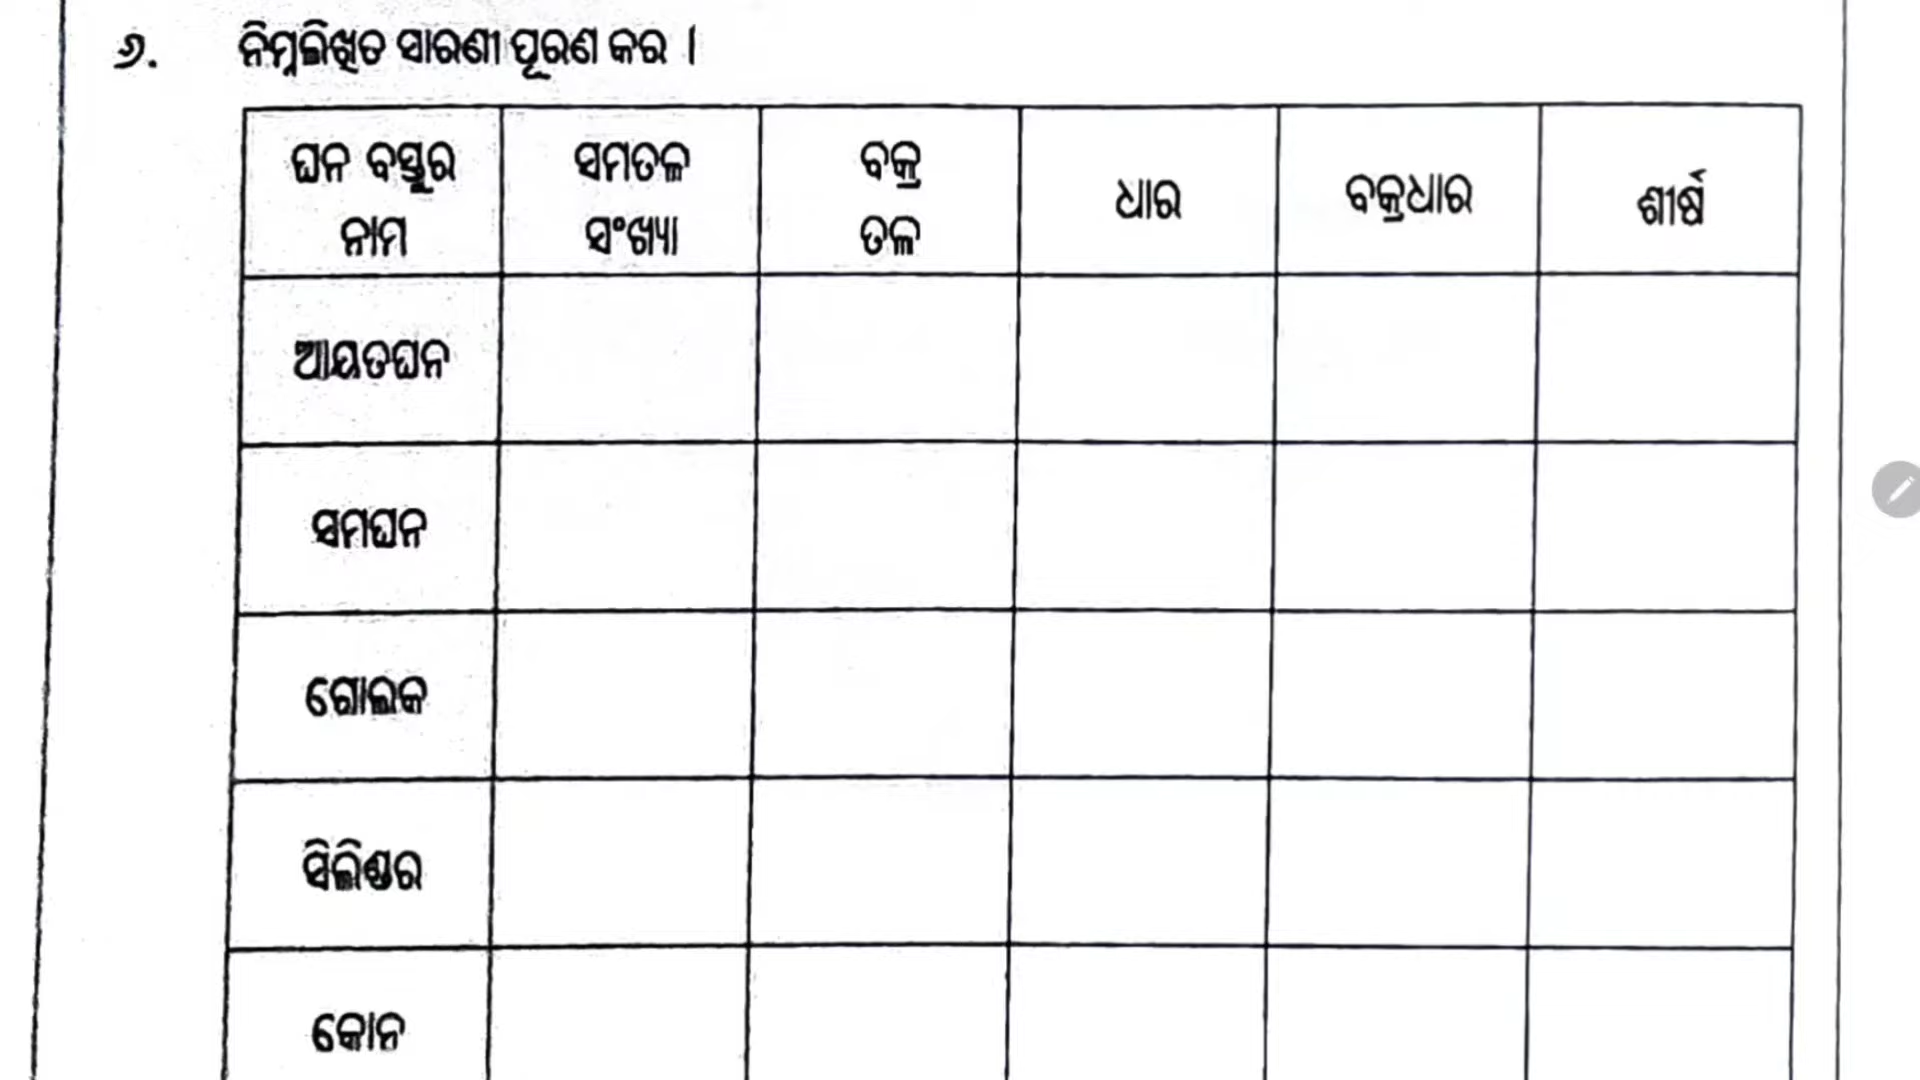 ୬. ନିମ୍ନଲିଖିତ ସାରଣୀ ପୂରଣ କର ।
ଘନ ବସ୍ତୁର ନାମ
ସମତଳ ସଂଖ୍ୟା
ବକ୍ର ତଳ
ଧାର
ବକ୍ରଧାର
ଶୀର୍ଷ
ଆୟତଘନ
ସମଘନ
ଗୋଲକ
ସିଲିଣ୍ଡର
କୋନ